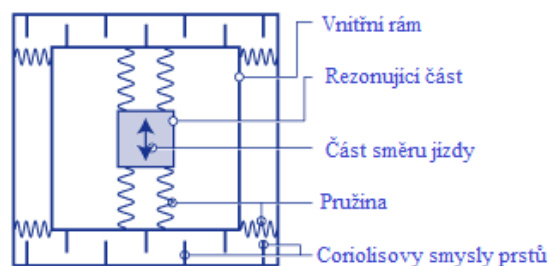 Vnitřní rám
Rezonující část
Část směru jízdy
Pružina
Coriolisovy smysly prstů